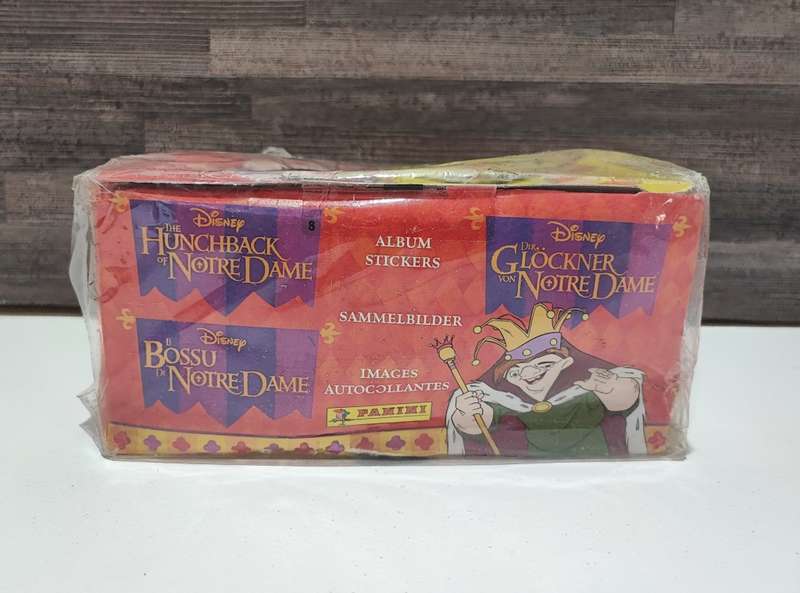 Disney
THE
HUNCHBACK
OF NOTRE DAME
8
ALBUM
STICKERS
Disney
DER
GLÖCKNER
VON NOTRE DAME
SAMMELBILDER
Disney
BOSSU
DE NOTRE DAME
IMAGES
AUTOCOLLANTES
PANINI